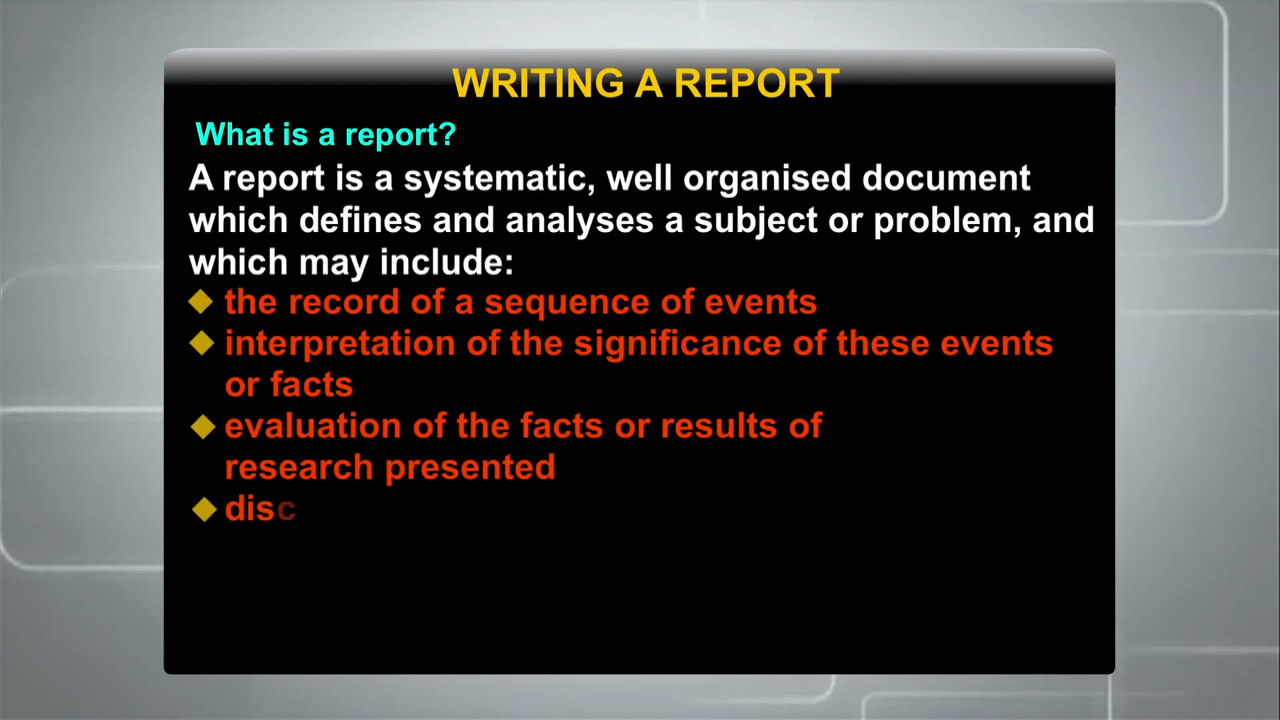 WRITING A REPORT
What is a report?
A report is a systematic, well organised document
which defines and analyses a subject or problem, and
which may include:
the record of a sequence of events
interpretation of the significance of these events
or facts
evaluation of the facts or results of
research presented
disc